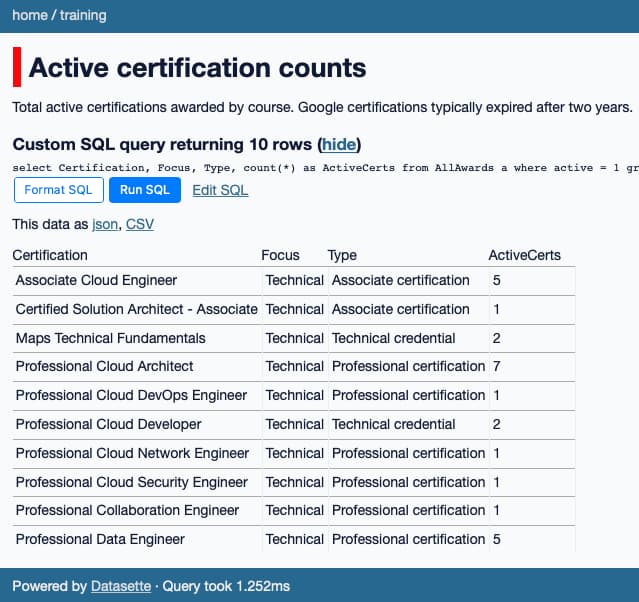 home / training
Active certification counts
Total active certifications awarded by course. Google certifications typically expired after two years.
Custom SQL query returning 10 rows (hide)
select Certification, Focus, Type, count(*) as ActiveCerts from AllAwards a where active = 1 gr
Format SQL Run SQL Edit SQL
This data as json, CSV
Certification Focus Type ActiveCerts
Associate Cloud Engineer Technical Associate certification 5
Certified Solution Architect - Associate Technical Associate certification 1
Maps Technical Fundamentals Technical Technical credential 2
Professional Cloud Architect Technical Professional certification 7
Professional Cloud DevOps Engineer Technical Professional certification 1
Professional Cloud Developer Technical Technical credential 2
Professional Cloud Network Engineer Technical Professional certification 1
Professional Cloud Security Engineer Technical Professional certification 1
Professional Collaboration Engineer Technical Professional certification 1
Professional Data Engineer Technical Professional certification 5
Powered by Datasette · Query took 1.252ms